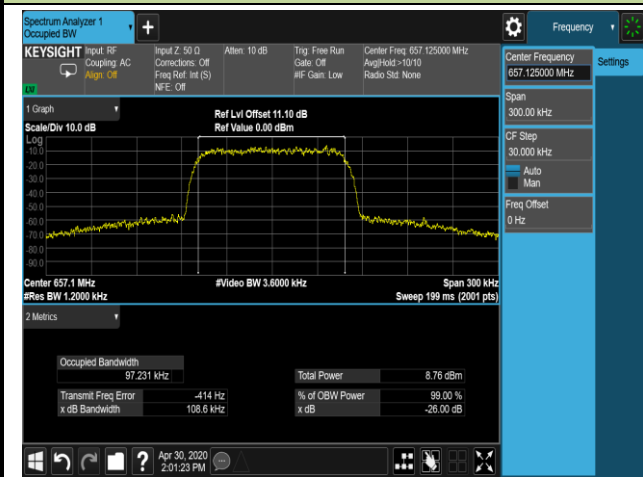 Spectrum Analyzer 1
Occupied BW
Frequency
KEYSIGHT
Input: RF
Coupling: AC
Align: Off
Input Z: 50 Ω
Corrections: Off
Freq Ref: Int (S)
NFE: Off
Atten: 10 dB
Trig: Free Run
Gate: Off
#IF Gain: Low
Center Freq: 657.125000 MHz
Avg|Hold:>10/10
Radio Std: None
Center Frequency
657.125000 MHz
Settings
Span
300.00 kHz
CF Step
30.000 kHz
Auto
Man
Freq Offset
0 Hz
1 Graph
Scale/Div 10.0 dB
Ref Lvl Offset 11.10 dB
Ref Value 0.00 dBm
Log
-10.0
-20.0
-30.0
-40.0
-50.0
-60.0
-70.0
-80.0
-90.0
Center 657.1 MHz
#Video BW 3.6000 kHz
Span 300 kHz
#Res BW 1.2000 kHz
Sweep 199 ms (2001 pts)
2 Metrics
Occupied Bandwidth
97.231 kHz
Total Power 8.76 dBm
Transmit Freq Error -414 Hz
% of OBW Power 99.00 %
x dB Bandwidth 108.6 kHz
x dB -26.00 dB
?
Apr 30, 2020
2:01:23 PM